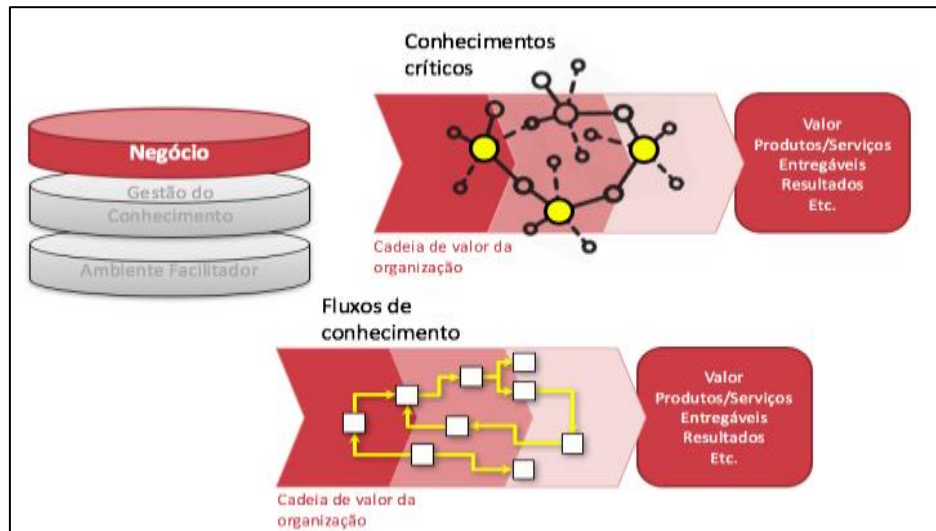 Conhecimentos
críticos
Negócio
Gestão do
Conhecimento
Ambiente Facilitador
Valor
Produtos/Serviços
Entregáveis
Resultados
Etc.
Cadeia de valor da
organização
Fluxos de
conhecimento
Valor
Produtos/Serviços
Entregáveis
Resultados
Etc.
Cadeia de valor da
organização